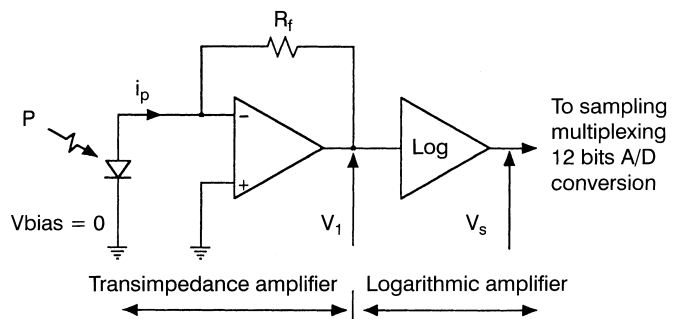 R_f
i_p
P
−
+
Log
To sampling
multiplexing
12 bits A/D
conversion
Vbias = 0
V_1
V_s
Transimpedance amplifier
Logarithmic amplifier